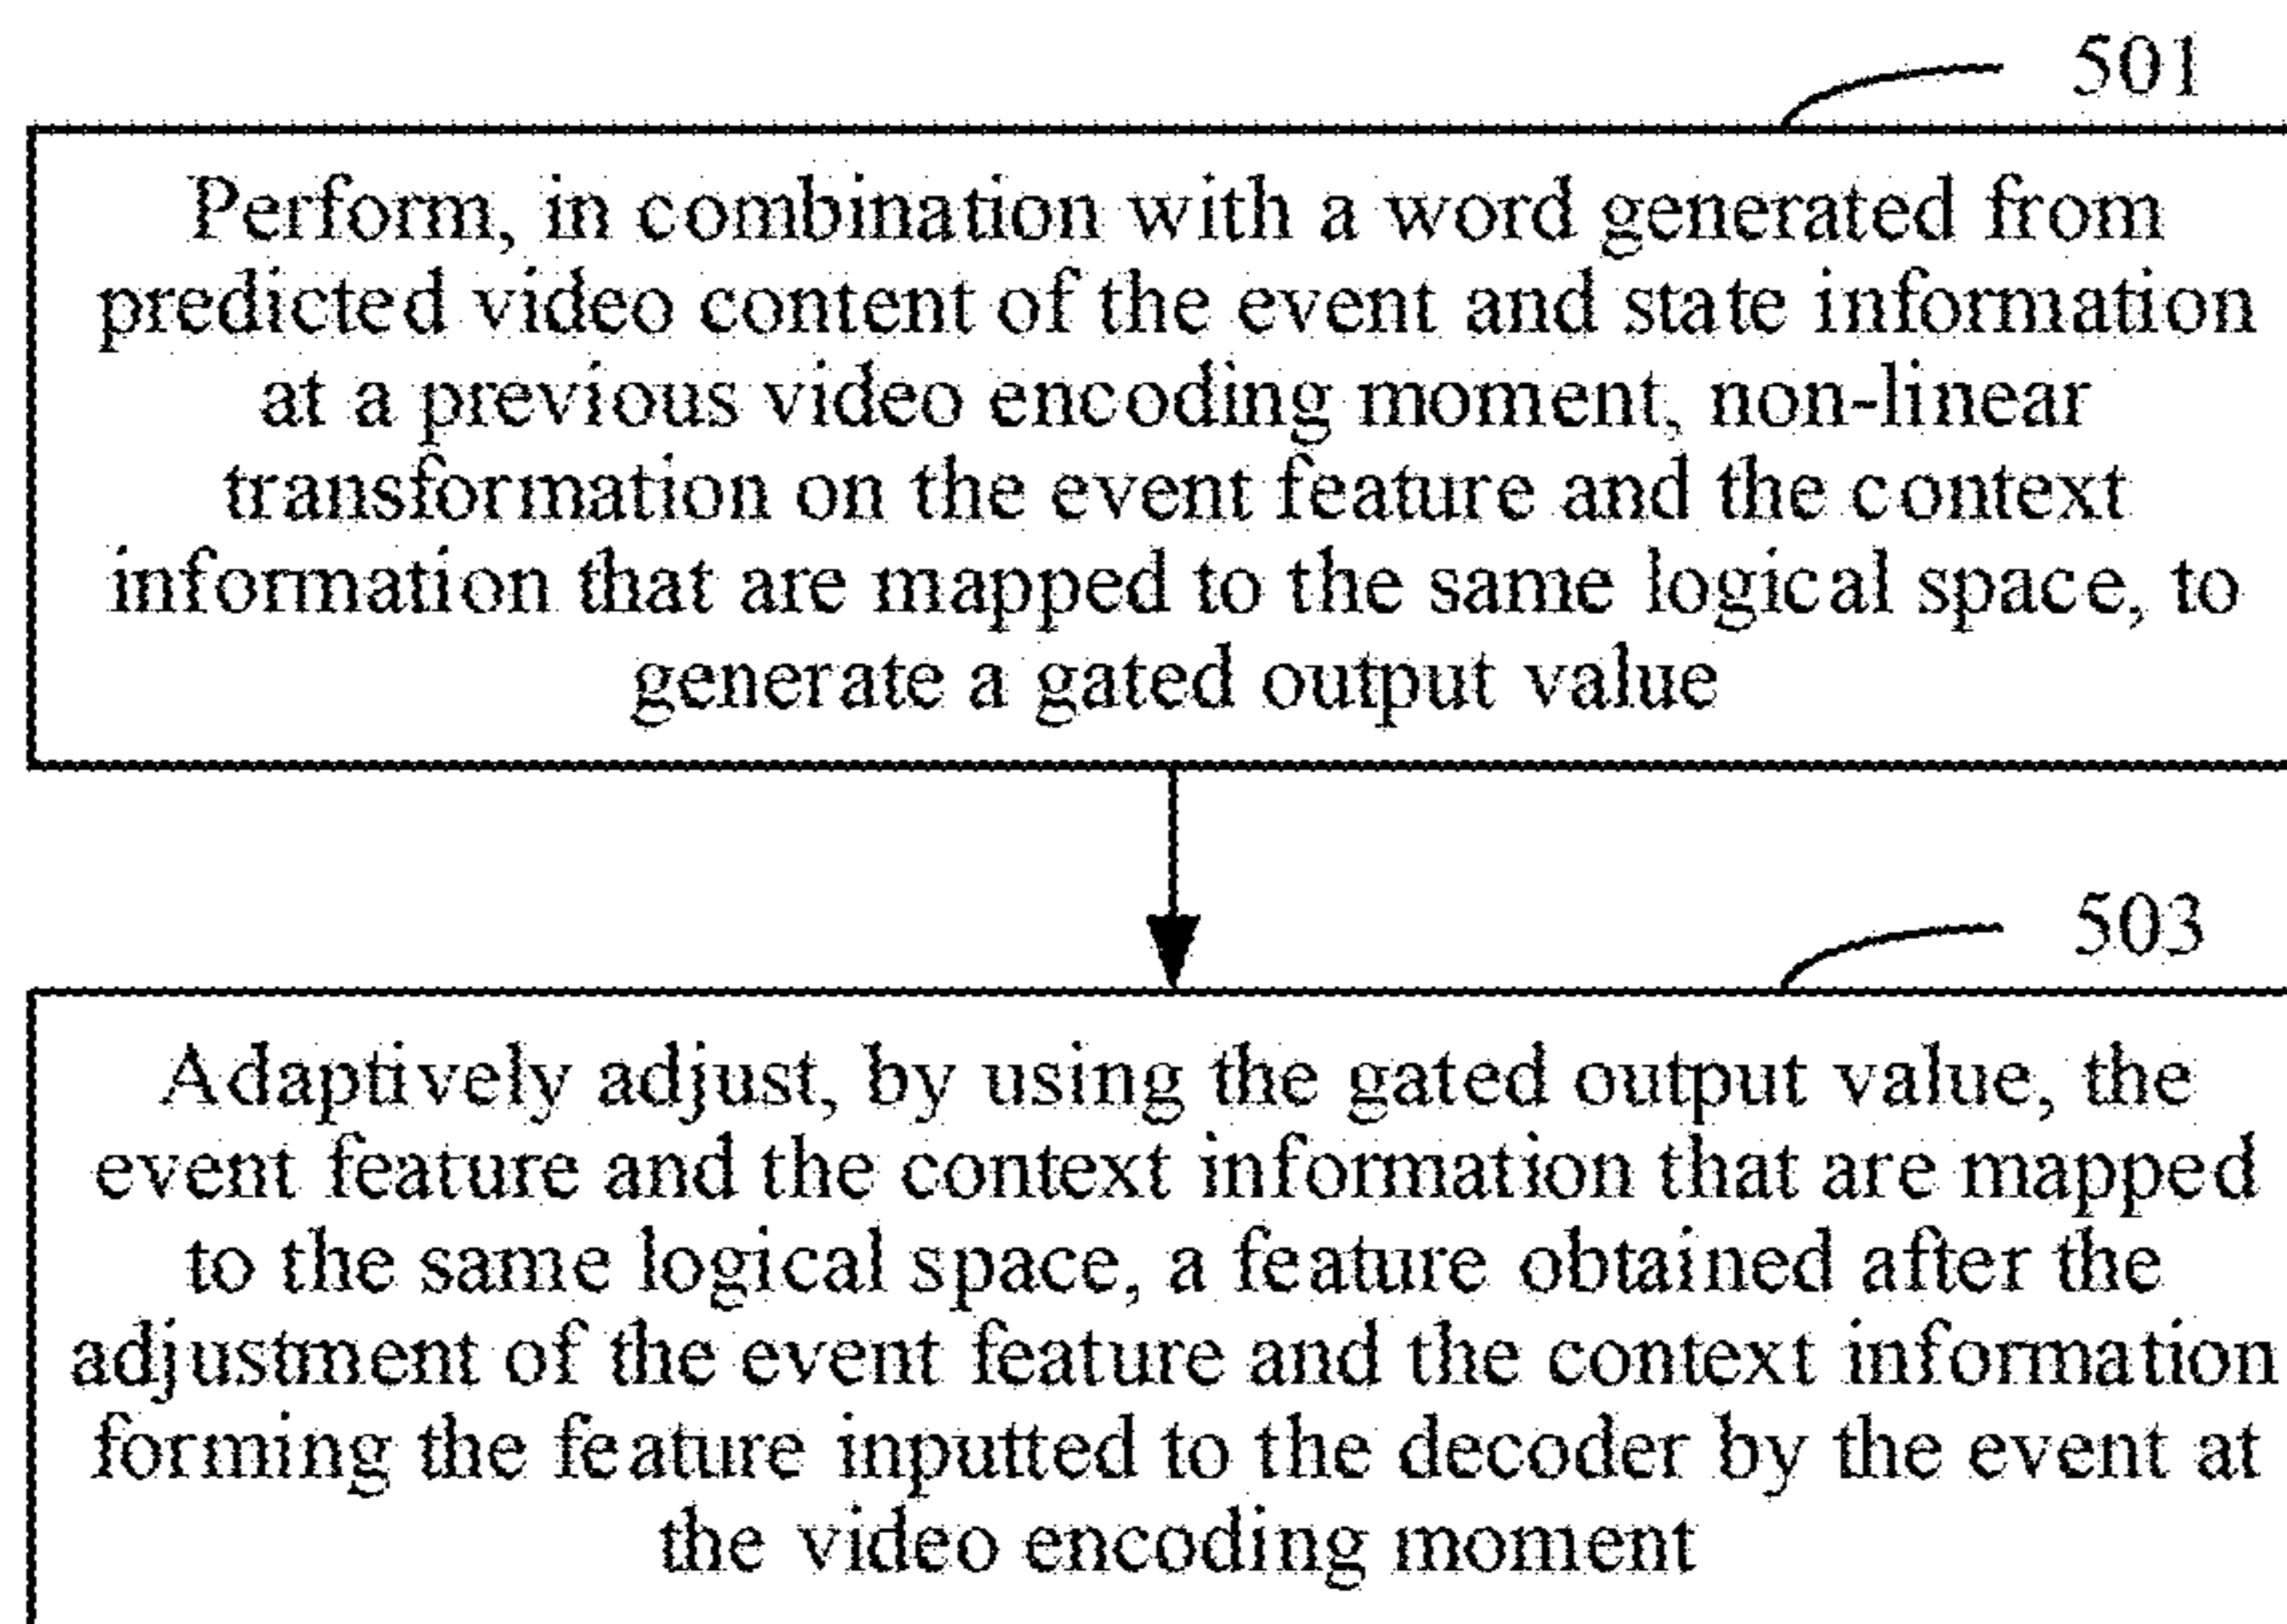 501
Perform, in combination with a word generated from
predicted video content of the event and state information
at a previous video encoding moment, non-linear
transformation on the event feature and the context
information that are mapped to the same logical space, to
generate a gated output value
503
Adaptively adjust, by using the gated output value, the
event feature and the context information that are mapped
to the same logical space, a feature obtained after the
adjustment of the event feature and the context information
forming the feature inputted to the decoder by the event at
the video encoding moment